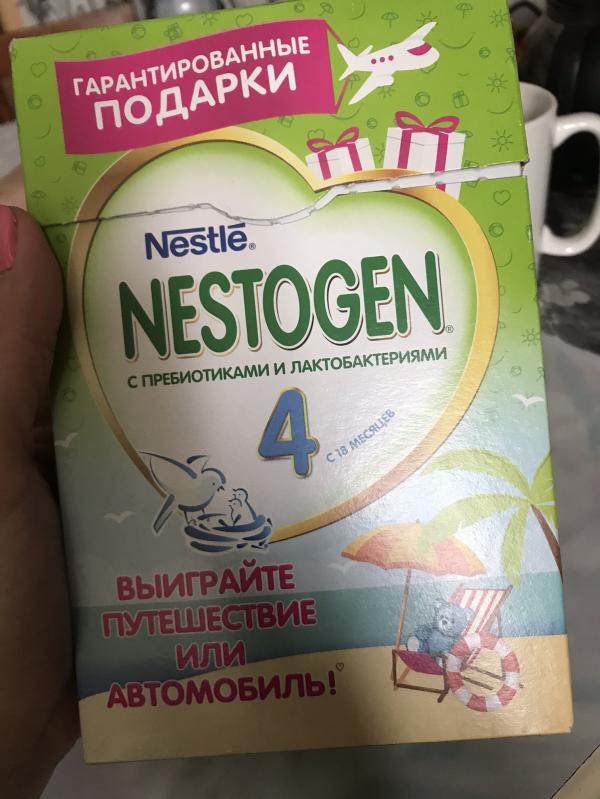 ГАРАНТИРОВАННЫЕ
ПОДАРКИ
Nestlé®
NESTOGEN®
С ПРЕБИОТИКАМИ И ЛАКТОБАКТЕРИЯМИ
4
С 18 МЕСЯЦЕВ
ВЫИГРАЙТЕ
ПУТЕШЕСТВИЕ
ИЛИ
АВТОМОБИЛЬ!